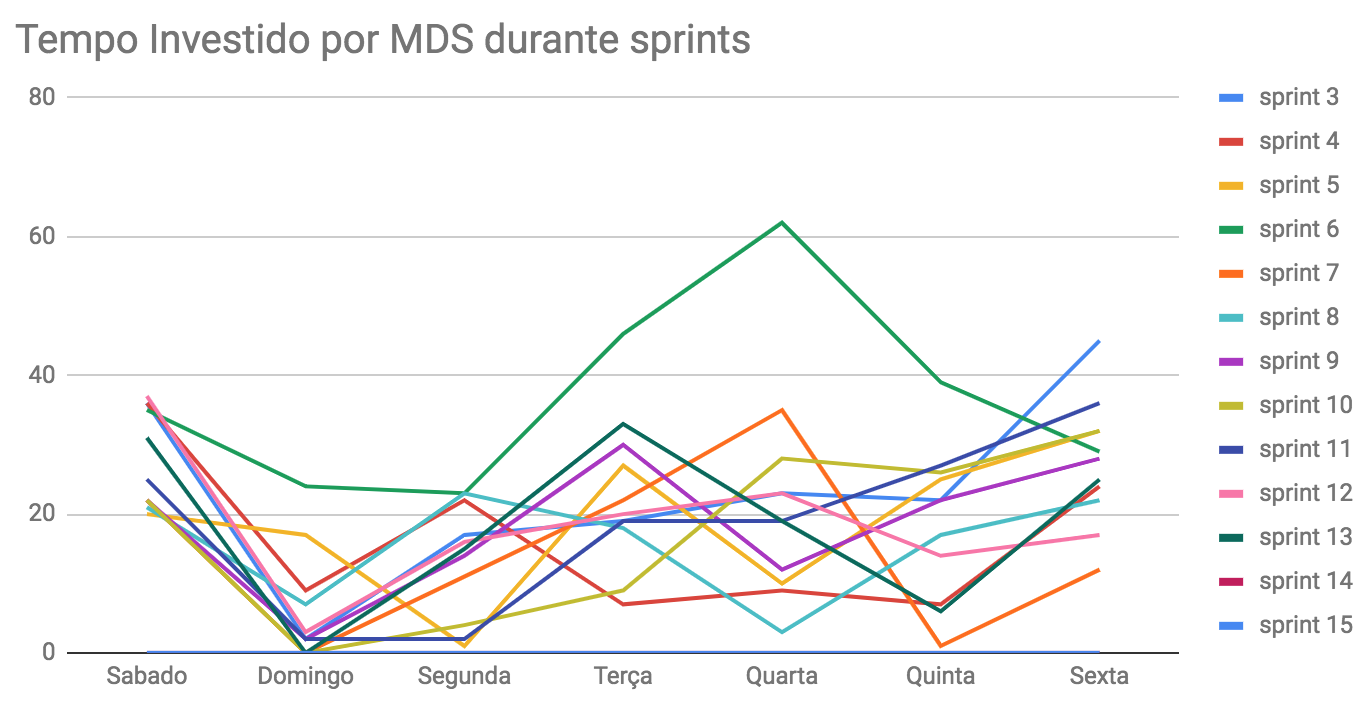 Tempo Investido por MDS durante sprints
80
60
40
20
0
Sabado Domingo Segunda Terça Quarta Quinta Sexta
sprint 3
sprint 4
sprint 5
sprint 6
sprint 7
sprint 8
sprint 9
sprint 10
sprint 11
sprint 12
sprint 13
sprint 14
sprint 15